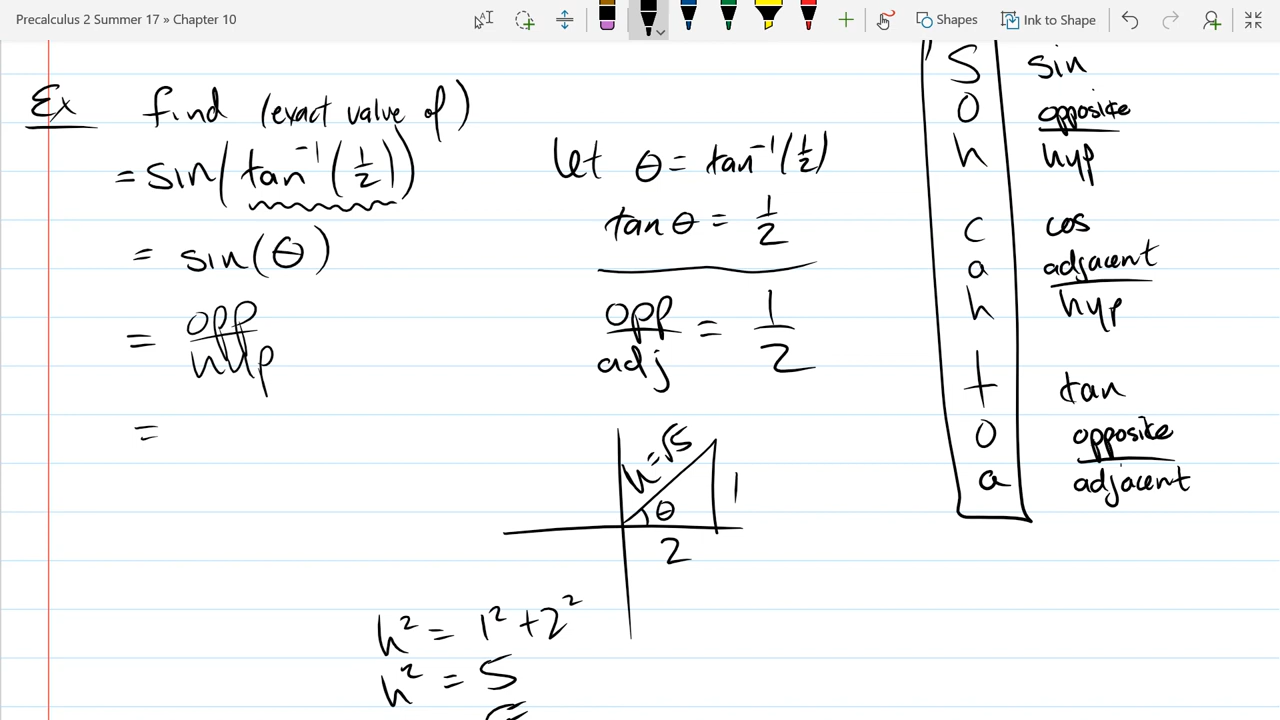 Precalculus 2 Summer 17 » Chapter 10
Shapes
Ink to Shape
Ex find (exact value of)
= sin(tan⁻¹(1/2))
= sin(θ)
= opp/hyp
=
let θ = tan⁻¹(1/2)
tan θ = 1/2
opp/adj = 1/2
h=√5
θ
1
2
h² = 1² + 2²
h² = 5
S sin
O opposite
h hyp
c cos
a adjacent
h hyp
t tan
O opposite
a adjacent